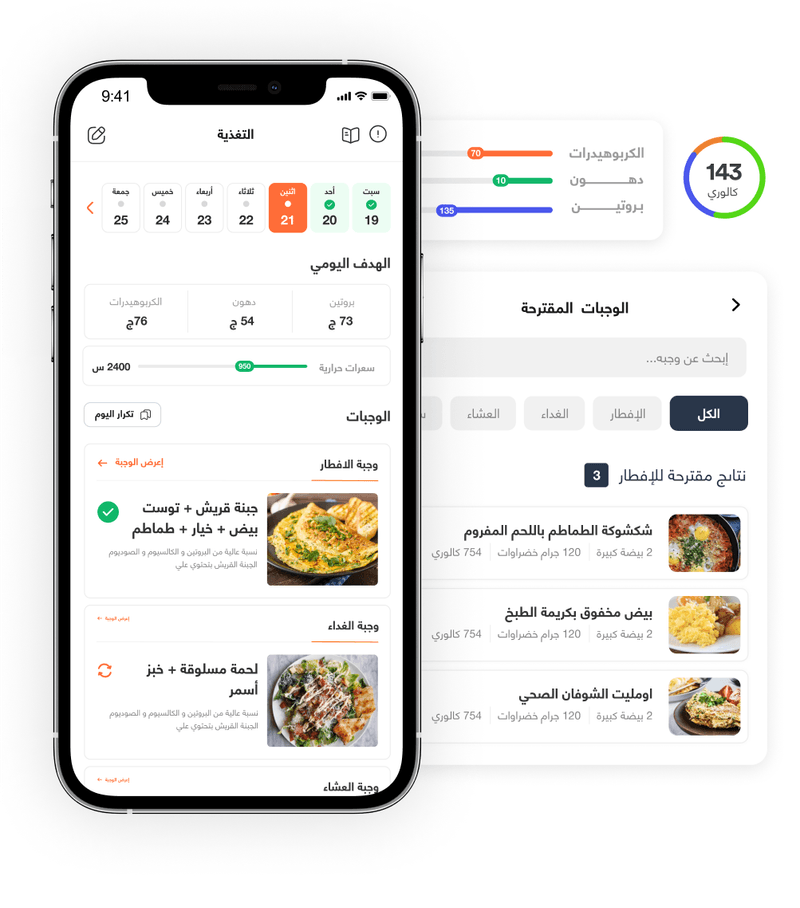 9:41
التغذية
سبت
أحد
اثنين
ثلاثاء
أربعاء
خميس
جمعة
19
20
21
22
23
24
25
الهدف اليومي
بروتين
دهون
الكربوهيدرات
73 ج
54 ج
76ج
سعرات حرارية
950
2400 س
الوجبات
تكرار اليوم
وجبة الافطار
إعرض الوجبة
جبنة قريش + توست
بيض + خيار + طماطم
نسبة عالية من البروتين و الكالسيوم و الصوديوم
الجبنة القريش بتحتوي علي
وجبة الغداء
إعرض الوجبة
لحمة مسلوقة + خبز
أسمر
نسبة عالية من البروتين و الكالسيوم و الصوديوم
الجبنة القريش بتحتوي علي
وجبة العشاء
إعرض الوجبة
الكربوهيدرات
70
دهـــــــــون
10
بـروتيـــــــــن
135
143
كالوري
الوجبات المقترحة
إبحث عن وجبه...
الكل
الإفطار
الغداء
العشاء
نتايج مقترحة للإفطار
3
شكشوكة الطماطم باللحم المفروم
2 بيضة كبيرة
120 جرام خضراوات
754 كالوري
بيض مخفوق بكريمة الطبخ
2 بيضة كبيرة
120 جرام خضراوات
754 كالوري
اومليت الشوفان الصحي
2 بيضة كبيرة
120 جرام خضراوات
754 كالوري